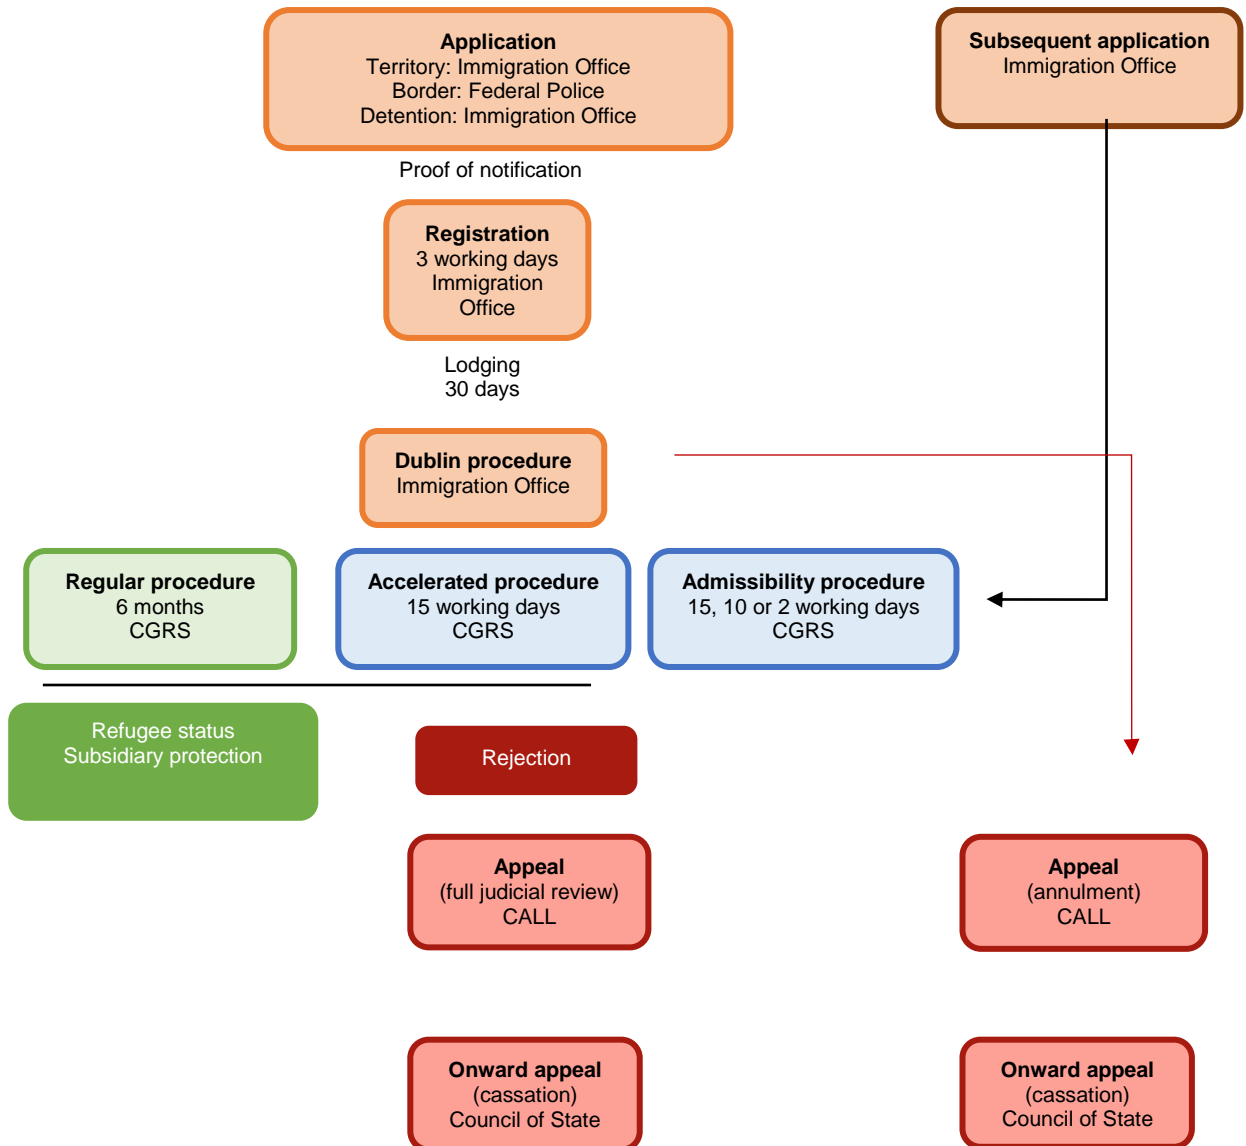 Application
Territory: Immigration Office
Border: Federal Police
Detention: Immigration Office
Subsequent application
Immigration Office
Proof of notification
Registration
3 working days
Immigration
Office
Lodging
30 days
Dublin procedure
Immigration Office
Regular procedure
6 months
CGRS
Accelerated procedure
15 working days
CGRS
Admissibility procedure
15, 10 or 2 working days
CGRS
Refugee status
Subsidiary protection
Rejection
Appeal
(full judicial review)
CALL
Appeal
(annulment)
CALL
Onward appeal
(cassation)
Council of State
Onward appeal
(cassation)
Council of State